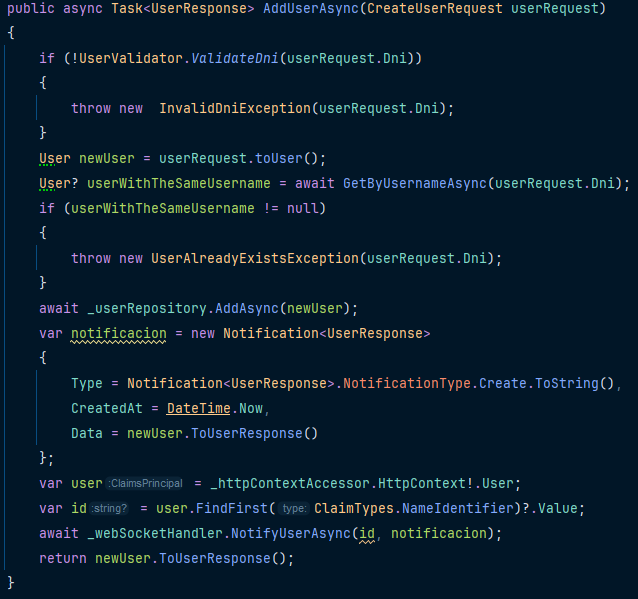 public async Task<UserResponse> AddUserAsync(CreateUserRequest userRequest)
{
    if (!UserValidator.ValidateDni(userRequest.Dni))
    {
        throw new  InvalidDniException(userRequest.Dni);
    }
    User newUser = userRequest.toUser();
    User? userWithTheSameUsername = await GetByUsernameAsync(userRequest.Dni);
    if (userWithTheSameUsername != null)
    {
        throw new UserAlreadyExistsException(userRequest.Dni);
    }
    await _userRepository.AddAsync(newUser);
    var notificacion = new Notification<UserResponse>
    {
        Type = Notification<UserResponse>.NotificationType.Create.ToString(),
        CreatedAt = DateTime.Now,
        Data = newUser.ToUserResponse()
    };
    var user :ClaimsPrincipal = _httpContextAccessor.HttpContext!.User;
    var id :string? = user.FindFirst( type: ClaimTypes.NameIdentifier)?.Value;
    await _webSocketHandler.NotifyUserAsync(id, notificacion);
    return newUser.ToUserResponse();
}